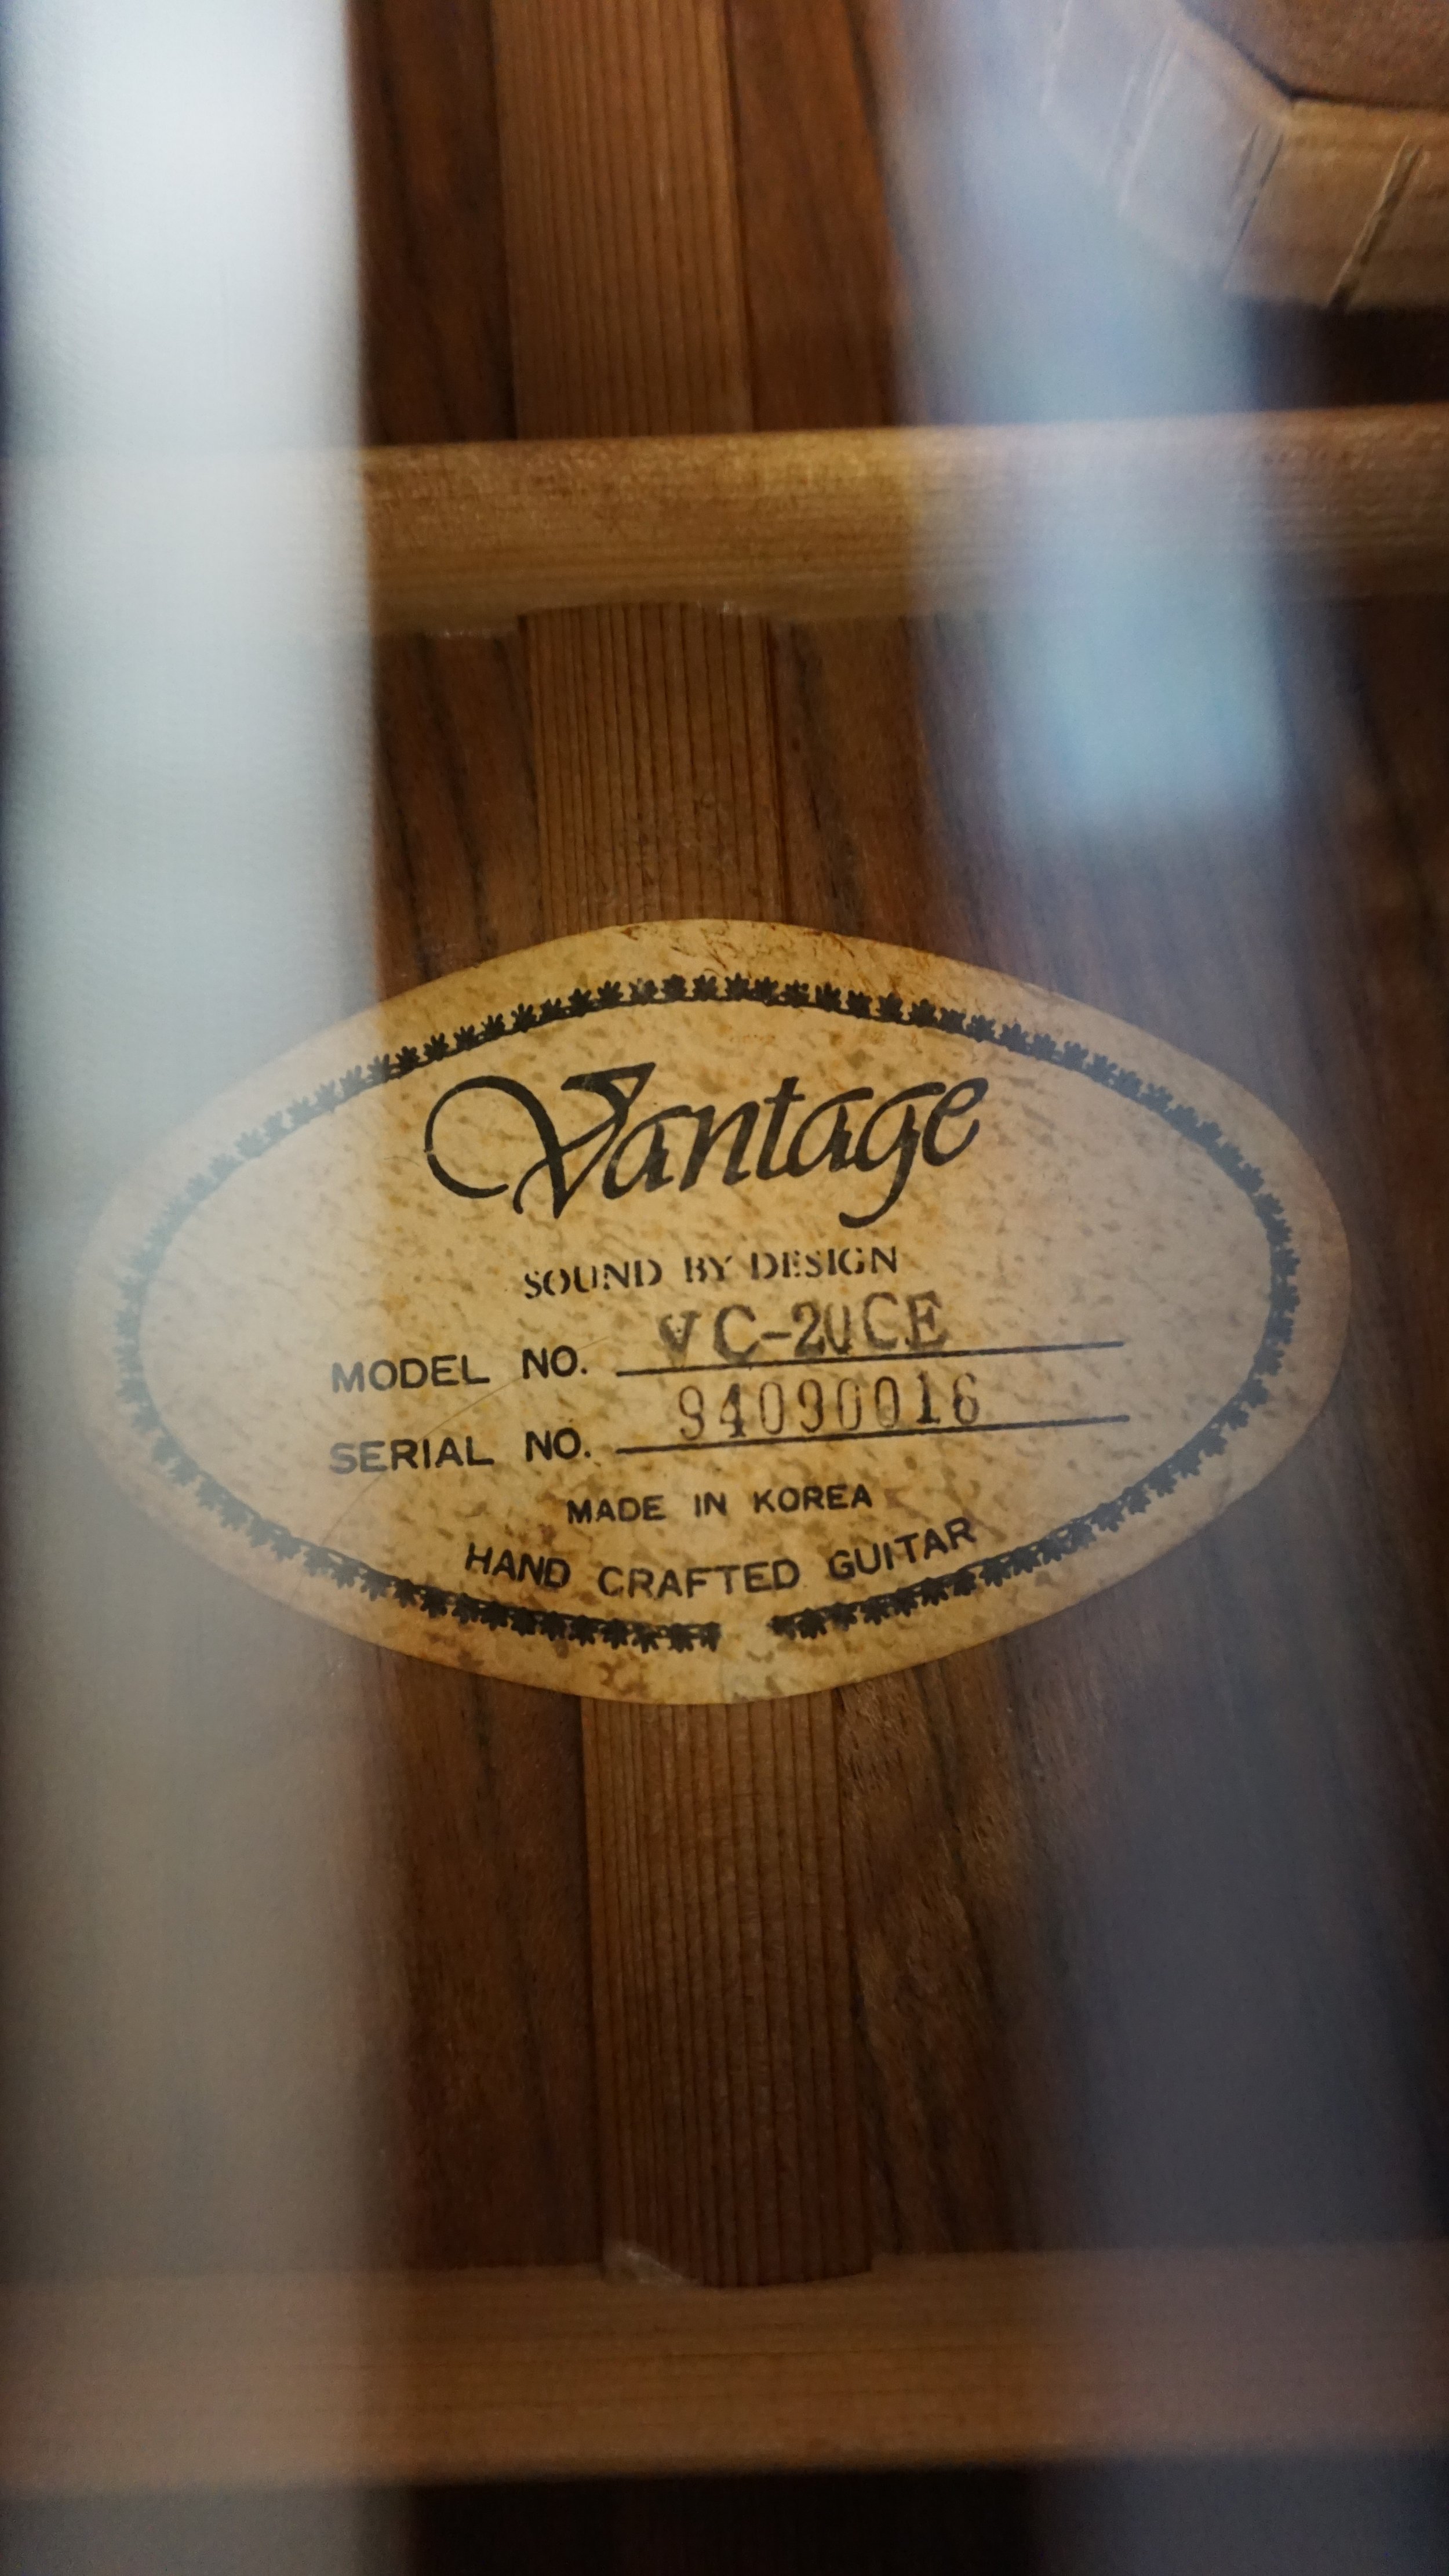 Vantage
SOUND BY DESIGN
MODEL NO. VC-20CE
SERIAL NO. 94090016
MADE IN KOREA
HAND CRAFTED GUITAR